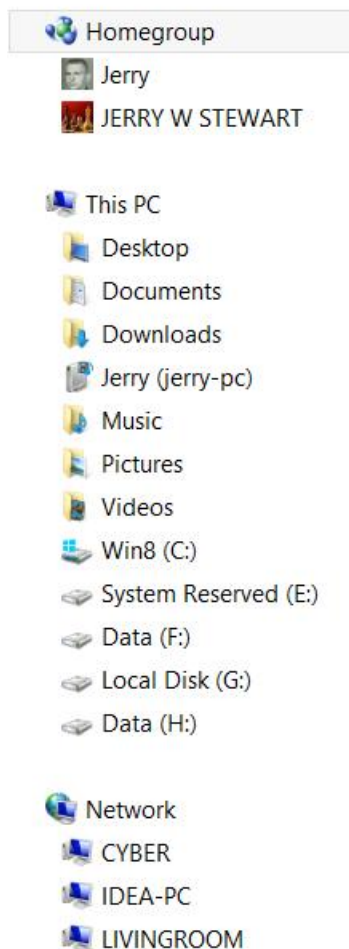 Homegroup
Jerry
JERRY W STEWART
This PC
Desktop
Documents
Downloads
Jerry (jerry-pc)
Music
Pictures
Videos
Win8 (C:)
System Reserved (E:)
Data (F:)
Local Disk (G:)
Data (H:)
Network
CYBER
IDEA-PC
LIVINGROOM